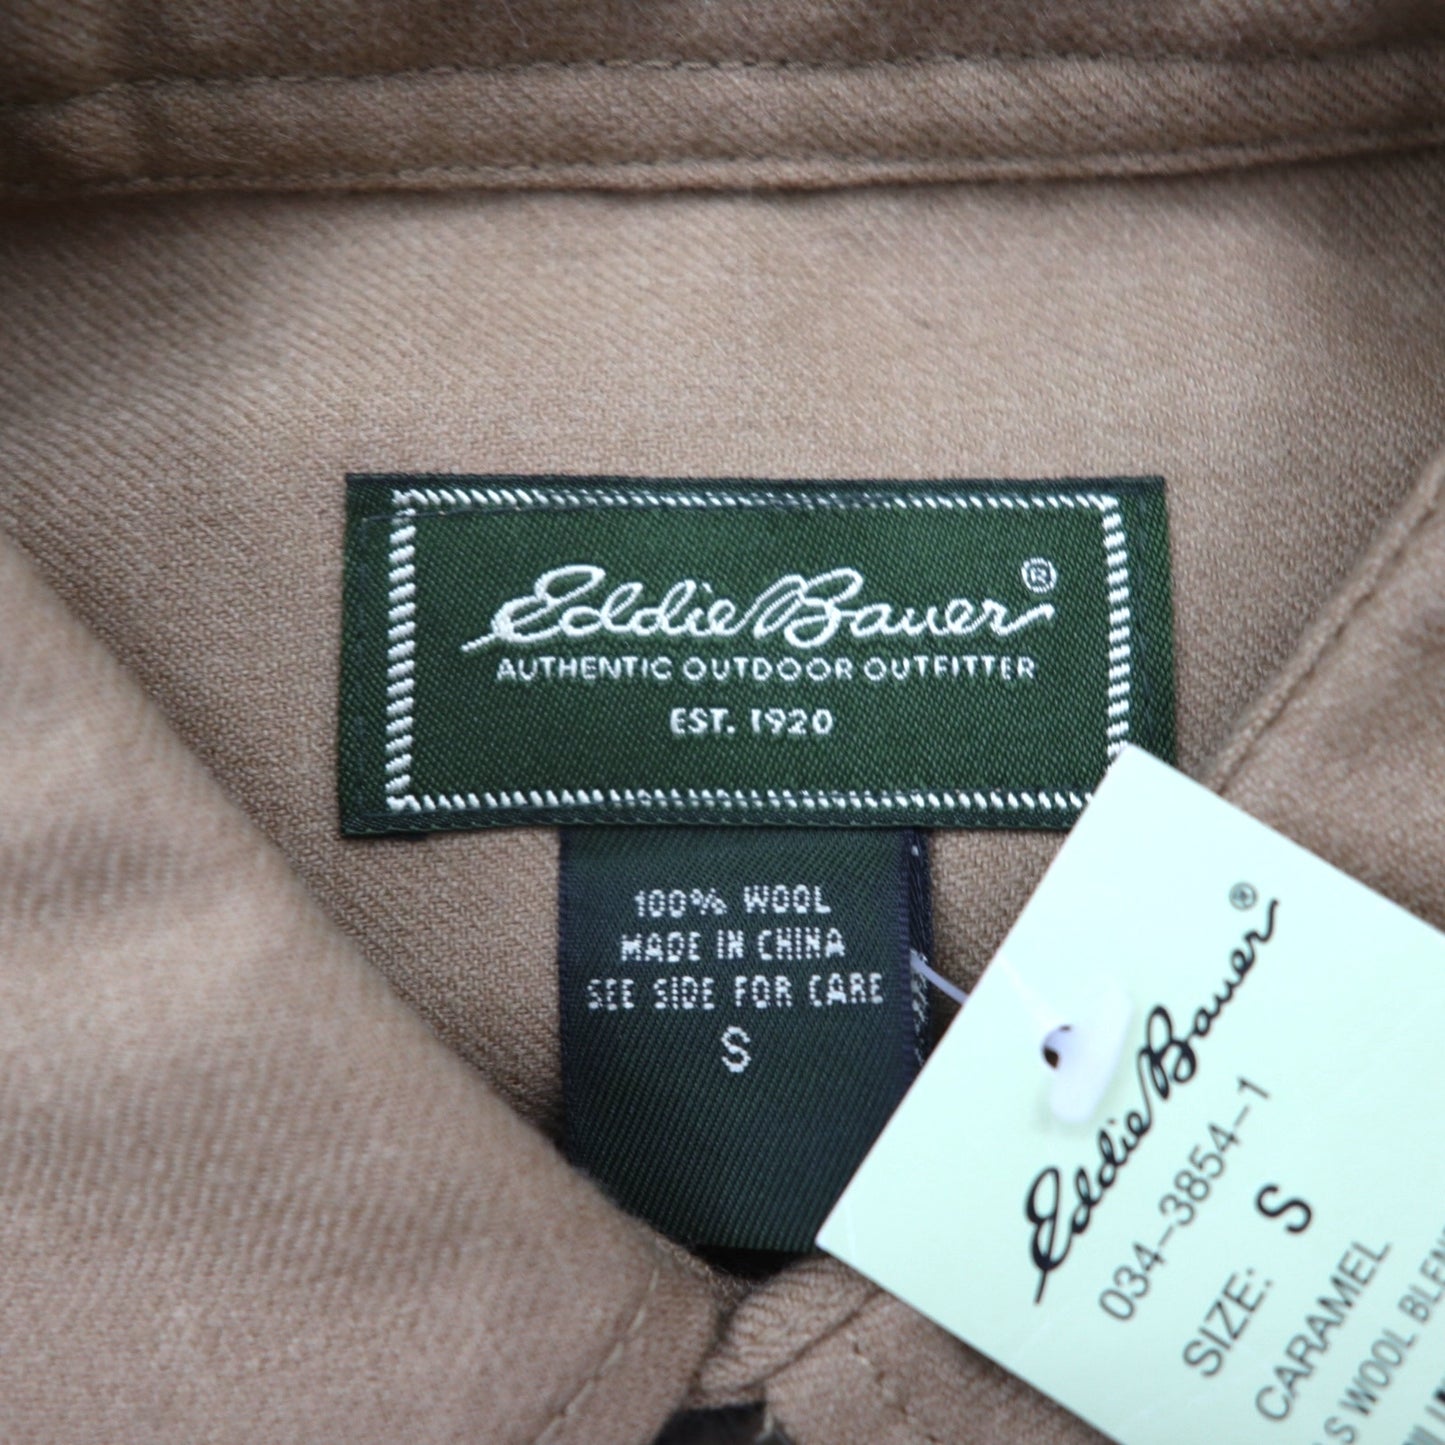 Eddie Bauer®
AUTHENTIC OUTDOOR OUTFITTER
EST. 1920
100% WOOL
MADE IN CHINA
SEE SIDE FOR CARE
S
Eddie Bauer®
034-3854-1
SIZE: S
CARAMEL
WOOL